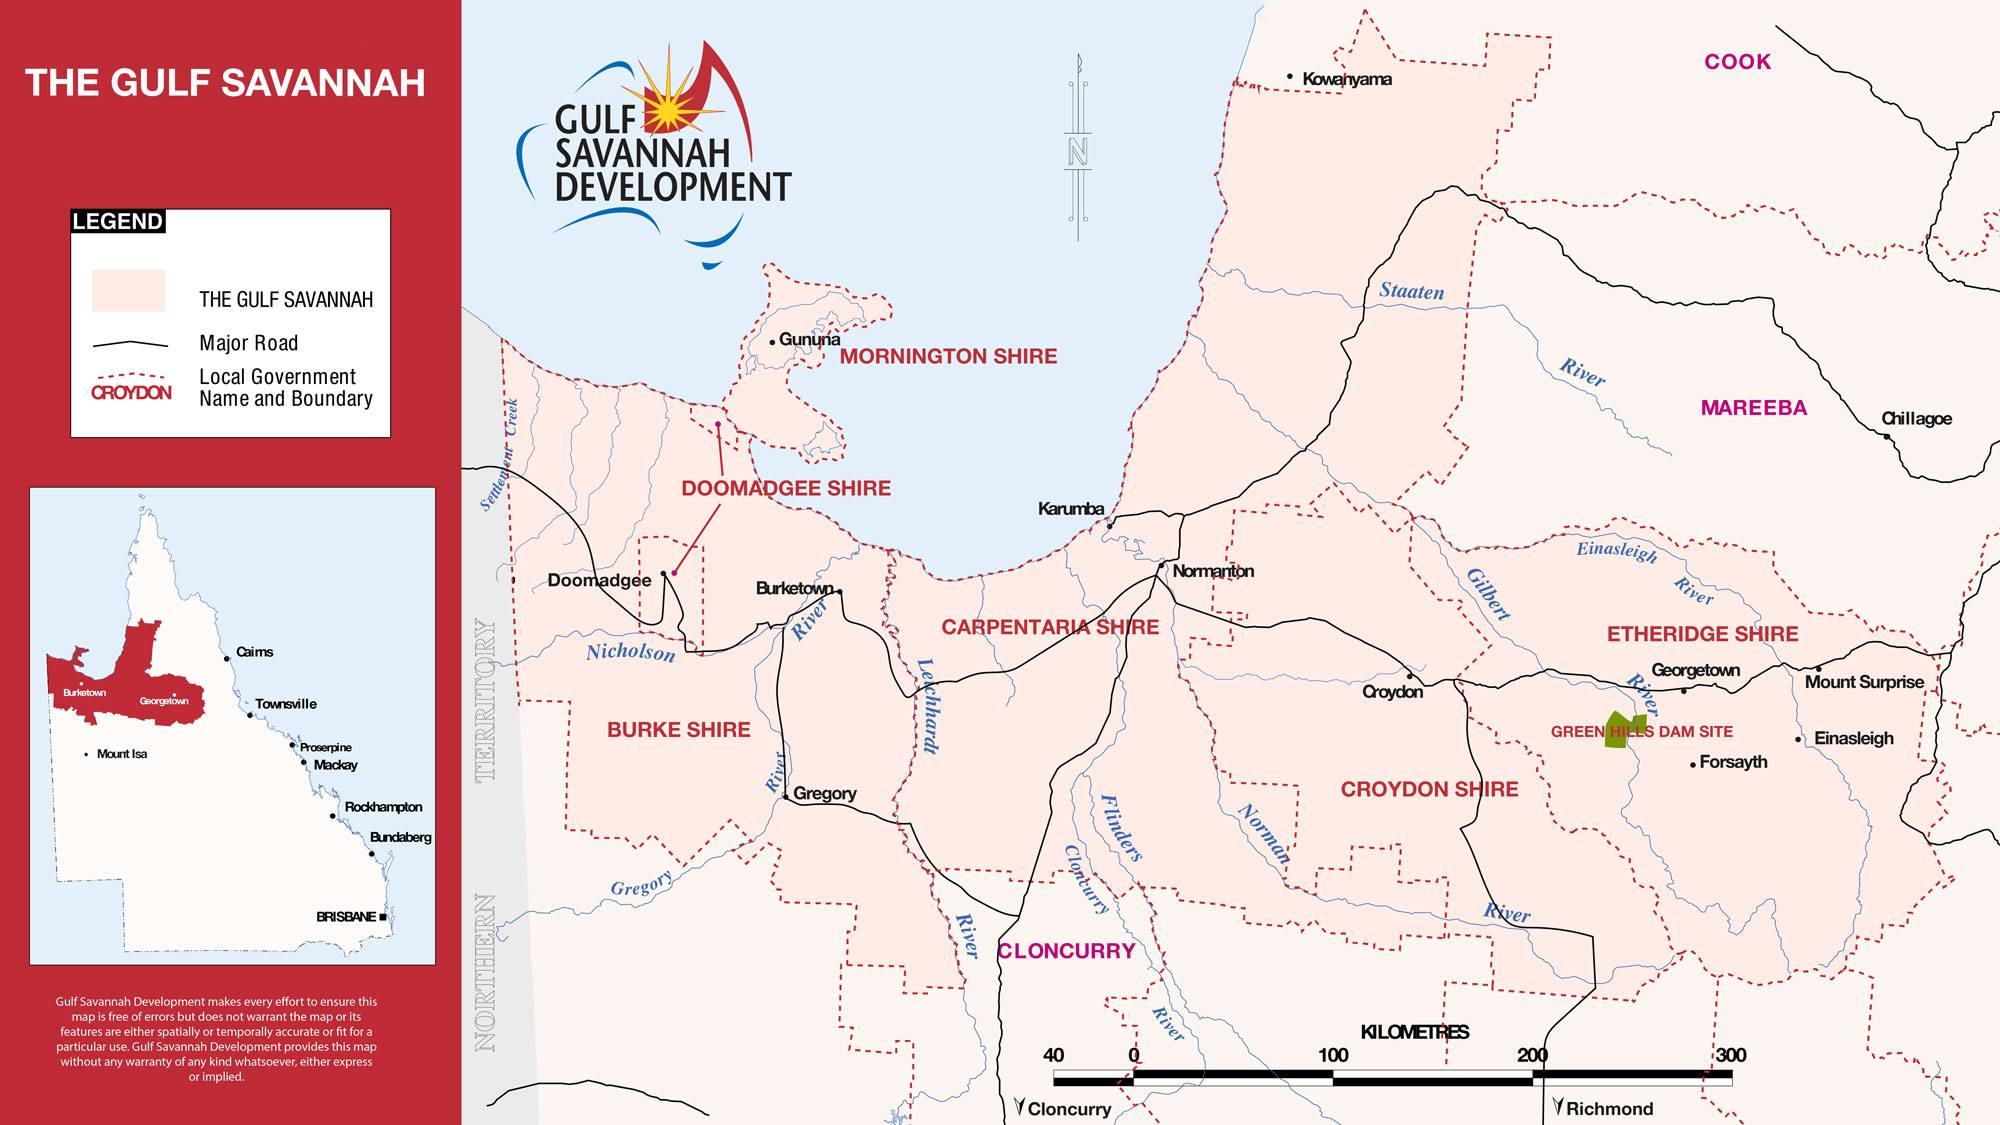 THE GULF SAVANNAH
LEGEND
THE GULF SAVANNAH
Major Road
CROYDON
Local Government
Name and Boundary
Burketown
Georgetown
Mount Isa
Cairns
Townsville
Proserpine
Mackay
Rockhampton
Bundaberg
BRISBANE
Gulf Savannah Development makes every effort to ensure this
map is free of errors but does not warrant the map or its
features are either spatially or temporally accurate or fit for a
particular use. Gulf Savannah Development provides this map
without any warranty of any kind whatsoever, either express
or implied.
GULF
SAVANNAH
DEVELOPMENT
N
Kowanyama
COOK
Staaten
River
MAREEBA
Chillagoe
Gununa
MORNINGTON SHIRE
Settlement Creek
DOOMADGEE SHIRE
Karumba
Normanton
Doomadgee
Burketown
River
Nicholson
CARPENTARIA SHIRE
Einasleigh
River
Gilbert
ETHERIDGE SHIRE
Georgetown
Mount Surprise
River
Croydon
Leichhardt
BURKE SHIRE
GREEN HILLS DAM SITE
Einasleigh
Forsayth
River
Gregory
CROYDON SHIRE
Flinders
Norman
Cloncurry
Gregory
River
River
CLONCURRY
River
NORTHERN
TERRITORY
KILOMETRES
40 0 100 200 300
Cloncurry
Richmond